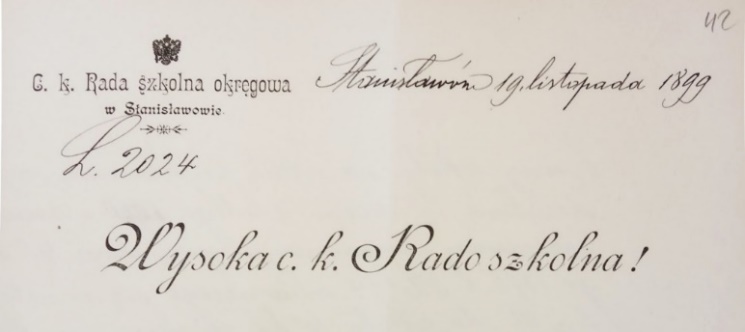 42
C. k. Rada szkolna okręgowa
w Stanisławowie.
Stanisławów 19. listopada 1899
L. 2024
Wysoka c. k. Rado szkolna!